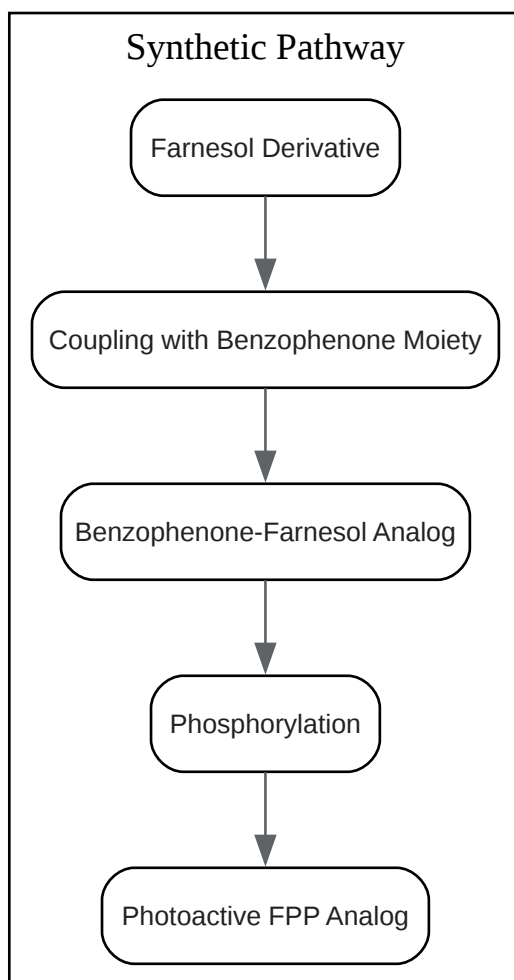 Synthetic Pathway
Farnesol Derivative
Coupling with Benzophenone Moiety
Benzophenone-Farnesol Analog
Phosphorylation
Photoactive FPP Analog